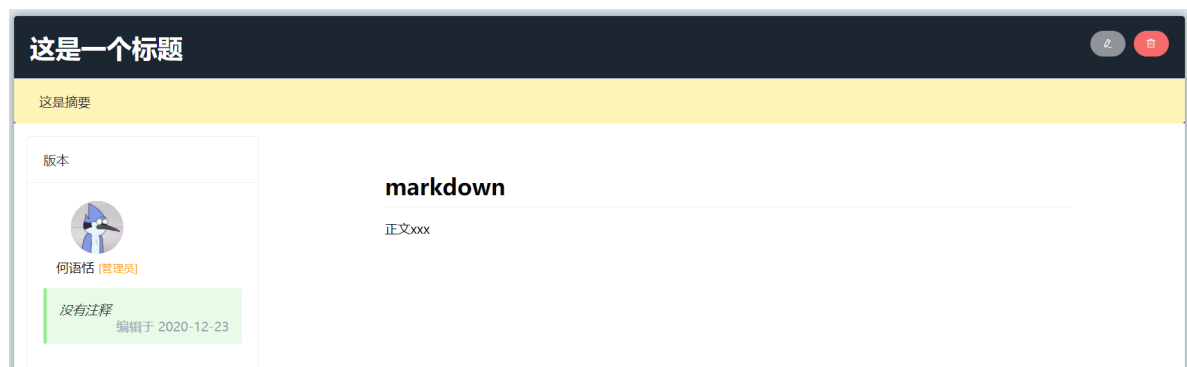 这是一个标题
这是摘要
版本
何语恬 [管理员]
没有注释
编辑于 2020-12-23
markdown
正文xxx